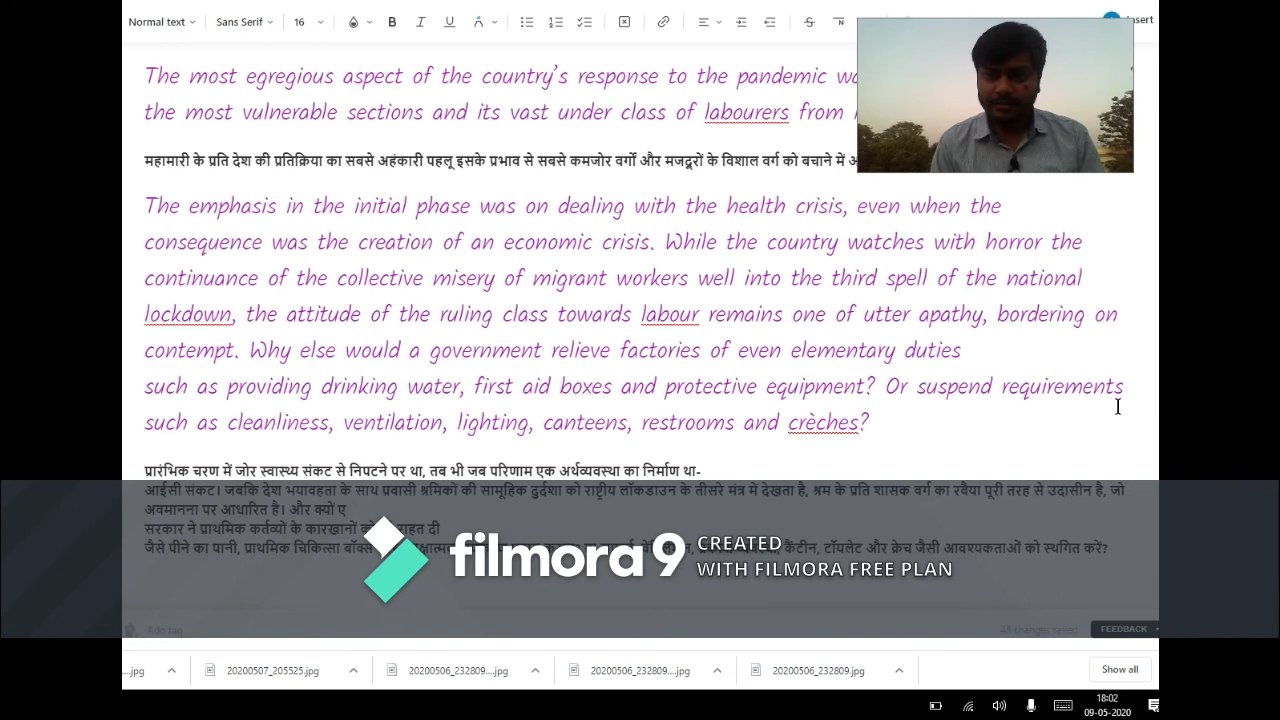 Normal text Sans Serif 16 B I U Insert
The most egregious aspect of the country's response to the pandemic
the most vulnerable sections and its vast under class of labourers from
महामारी के प्रति देश की प्रतिक्रिया का सबसे अहंकारी पहलू इसके प्रभाव से सबसे कमजोर वर्गों और मजदूरों के विशाल वर्ग को बचाने में
The emphasis in the initial phase was on dealing with the health crisis, even when the
consequence was the creation of an economic crisis. While the country watches with horror the
continuance of the collective misery of migrant workers well into the third spell of the national
lockdown, the attitude of the ruling class towards labour remains one of utter apathy, bordering on
contempt. Why else would a government relieve factories of even elementary duties
such as providing drinking water, first aid boxes and protective equipment? Or suspend requirements
such as cleanliness, ventilation, lighting, canteens, restrooms and crèches?
प्रारंभिक चरण में जोर स्वास्थ्य संकट से निपटने पर था, तब भी जब परिणाम एक अर्थव्यवस्था का निर्माण था-
आईसी संकट। जबकि देश भयावहता के साथ प्रवासी श्रमिकों की सामूहिक दुर्दशा को राष्ट्रीय लॉकडाउन के तीसरे मंत्र में देखता है, श्रम के प्रति शासक वर्ग का रवैया पूरी तरह से उदासीन है, जो
अवमानना पर आधारित है। और क्यों ए
सरकार ने प्राथमिक कर्तव्यों के कारखानों को राहत दी
जैसे पीने का पानी, प्राथमिक चिकित्सा बॉक्स कैंटीन, टॉयलेट और क्रेच जैसी आवश्यकताओं को स्थगित करें?
filmora 9 CREATED
WITH FILMORA FREE PLAN
Add tag All changes saved FEEDBACK
....jpg 20200507_205525.jpg 20200506_232809....jpg 20200506_232809....jpg 20200506_232809.jpg Show all
18:02
09-05-2020